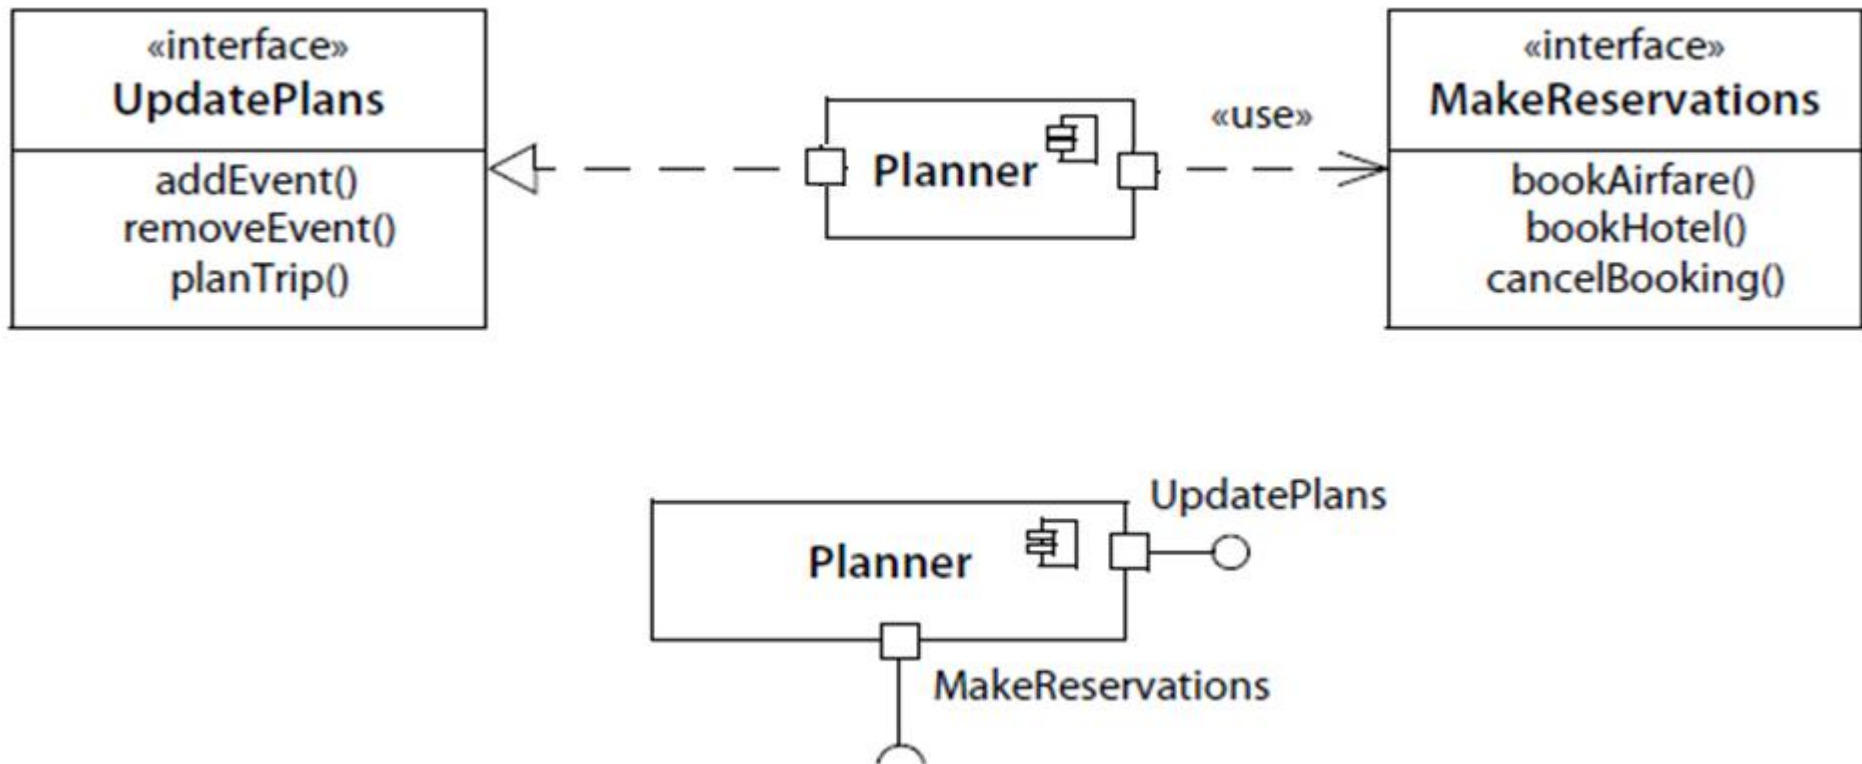 «interface»
UpdatePlans
addEvent()
removeEvent()
planTrip()
Planner
«use»
«interface»
MakeReservations
bookAirfare()
bookHotel()
cancelBooking()
UpdatePlans
Planner
MakeReservations